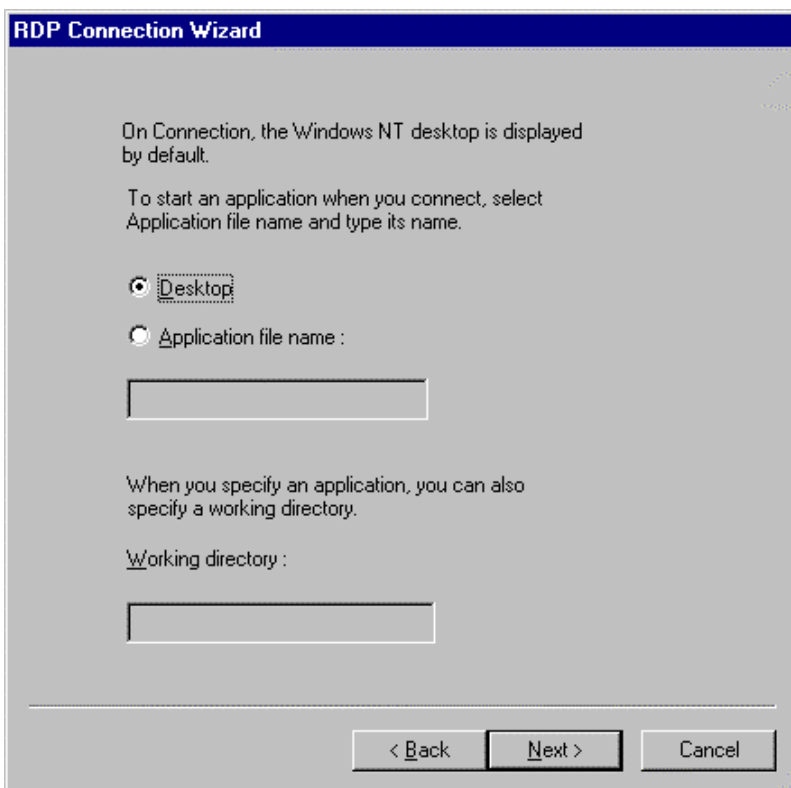 RDP Connection Wizard
On Connection, the Windows NT desktop is displayed
by default.
To start an application when you connect, select
Application file name and type its name.
Desktop
Application file name :
When you specify an application, you can also
specify a working directory.
Working directory :
< Back Next > Cancel